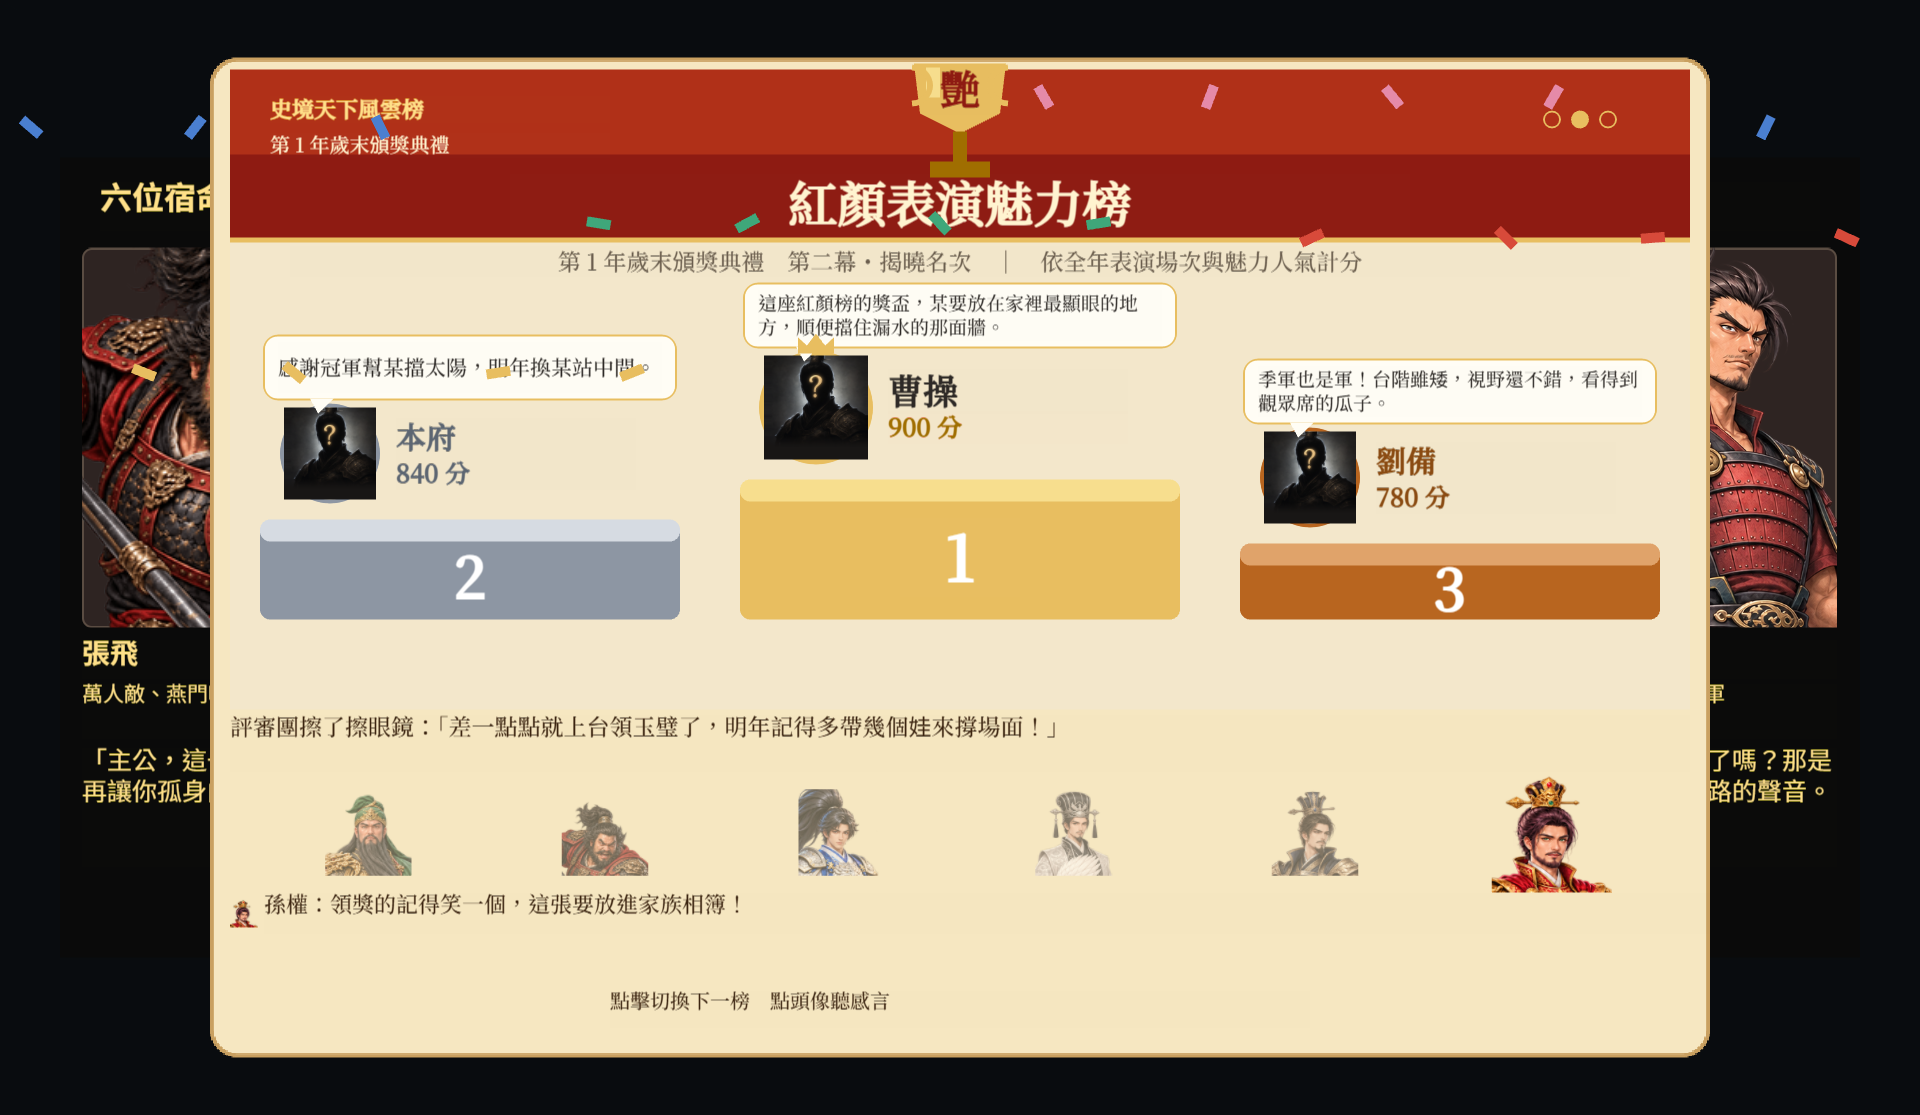 史境天下風雲榜
第 1 年歲末頒獎典禮
艷
紅顏表演魅力榜
第 1 年歲末頒獎典禮　第二幕・揭曉名次　｜　依全年表演場次與魅力人氣計分
六位宿
這座紅顏榜的獎盃，某要放在家裡最顯眼的地
方，順便擋住漏水的那面牆。
感謝冠軍幫某擋太陽，明年換某站中間。
季軍也是軍！台階雖矮，視野還不錯，看得到
觀眾席的瓜子。
?
曹操
900 分
?
本府
840 分
?
劉備
780 分
2
1
3
張飛
萬人敵、燕門
軍
評審團擦了擦眼鏡：「差一點點就上台領玉璧了，明年記得多帶幾個娃來撐場面！」
「主公，這
再讓你孤身
了嗎？那是
路的聲音。
孫權：領獎的記得笑一個，這張要放進家族相簿！
點擊切換下一榜　點頭像聽感言